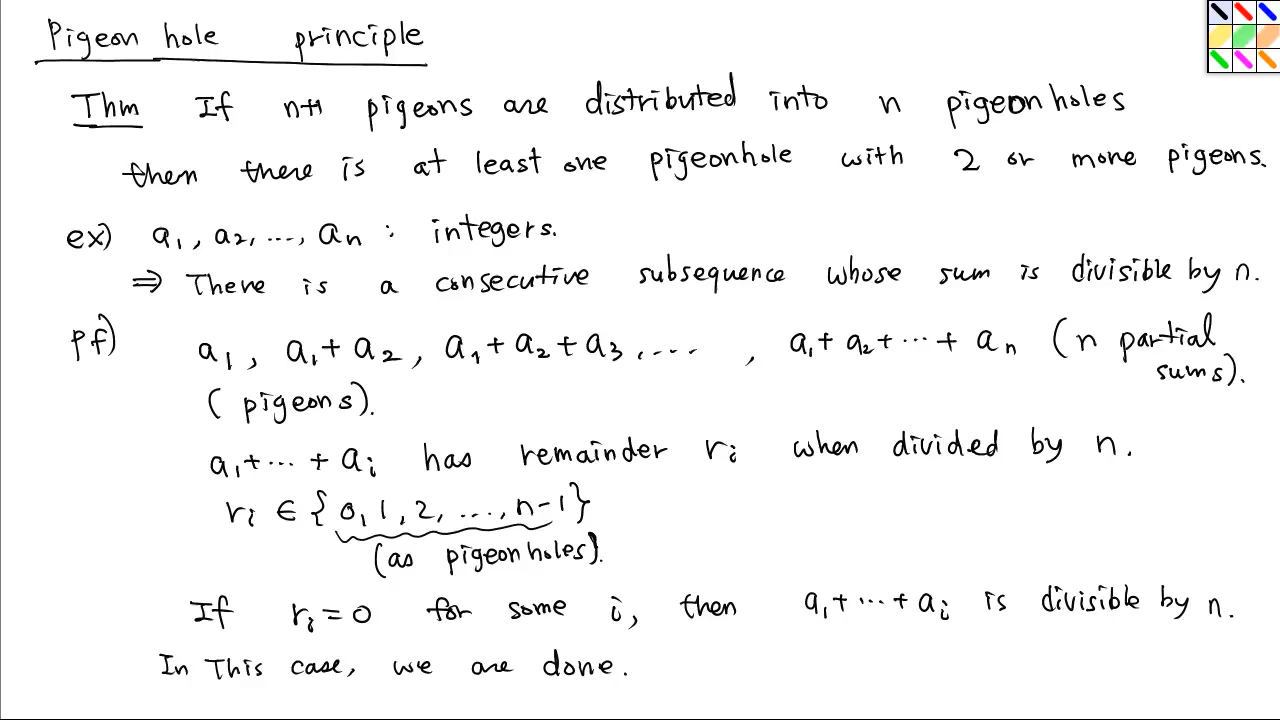 Pigeon hole principle
Thm If n+1 pigeons are distributed into n pigeonholes
then there is at least one pigeonhole with 2 or more pigeons.
ex) a₁, a₂, ..., aₙ : integers.
⇒ There is a consecutive subsequence whose sum is divisible by n.
pf) a₁, a₁+a₂, a₁+a₂+a₃, ...., a₁+a₂+⋯+aₙ (n partial
sums).
(pigeons).
a₁+⋯+aᵢ has remainder rᵢ when divided by n.
rᵢ ∈ {0, 1, 2, ..., n-1}
(as pigeonholes).
If rᵢ = 0 for some i, then a₁+⋯+aᵢ is divisible by n.
In This case, we are done.